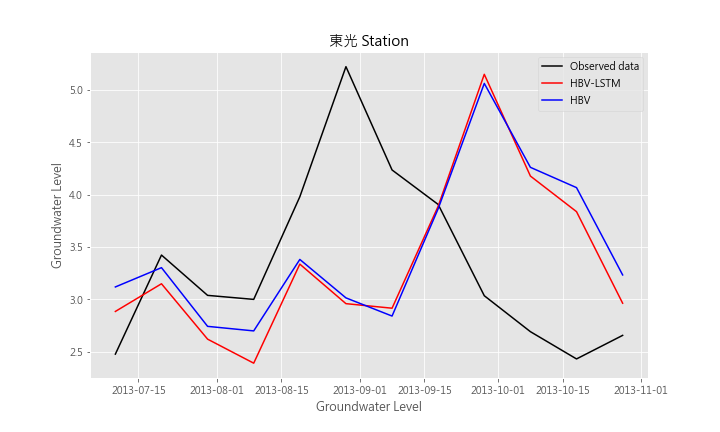 東光 Station
Observed data
HBV-LSTM
HBV
Groundwater Level
5.0
4.5
4.0
3.5
3.0
2.5
2013-07-15
2013-08-01
2013-08-15
2013-09-01
2013-09-15
2013-10-01
2013-10-15
2013-11-01
Groundwater Level